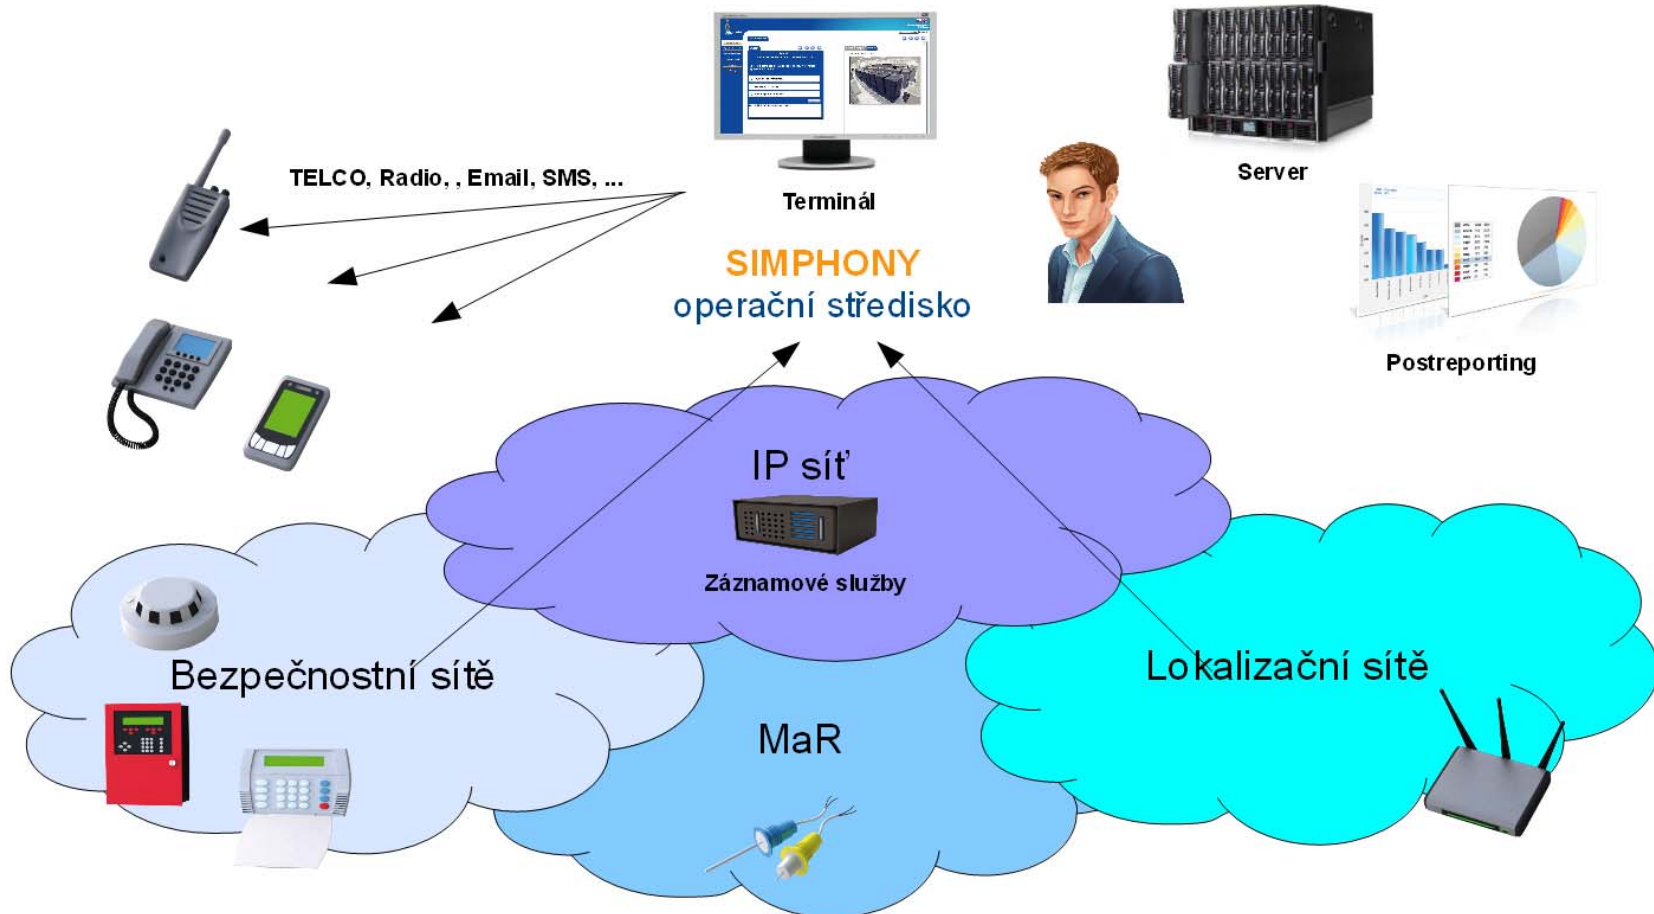 TELCO, Radio, , Email, SMS, ...
Terminál
Server
SIMPHONY
operační středisko
Postreporting
IP síť
Záznamové služby
Bezpečnostní sítě
Lokalizační sítě
MaR